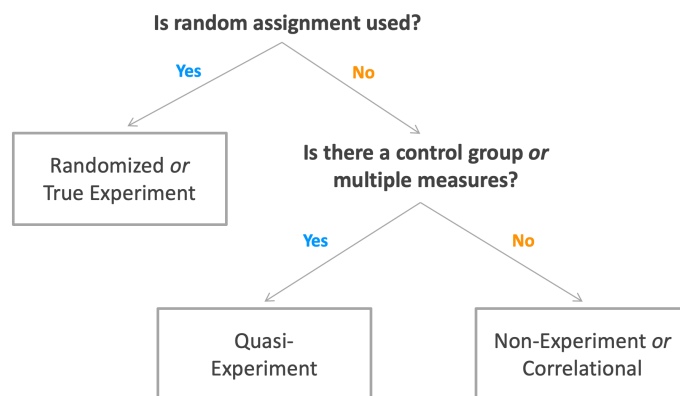 Is random assignment used?
Yes
No
Randomized or
True Experiment
Is there a control group or
multiple measures?
Yes
No
Quasi-
Experiment
Non-Experiment or
Correlational